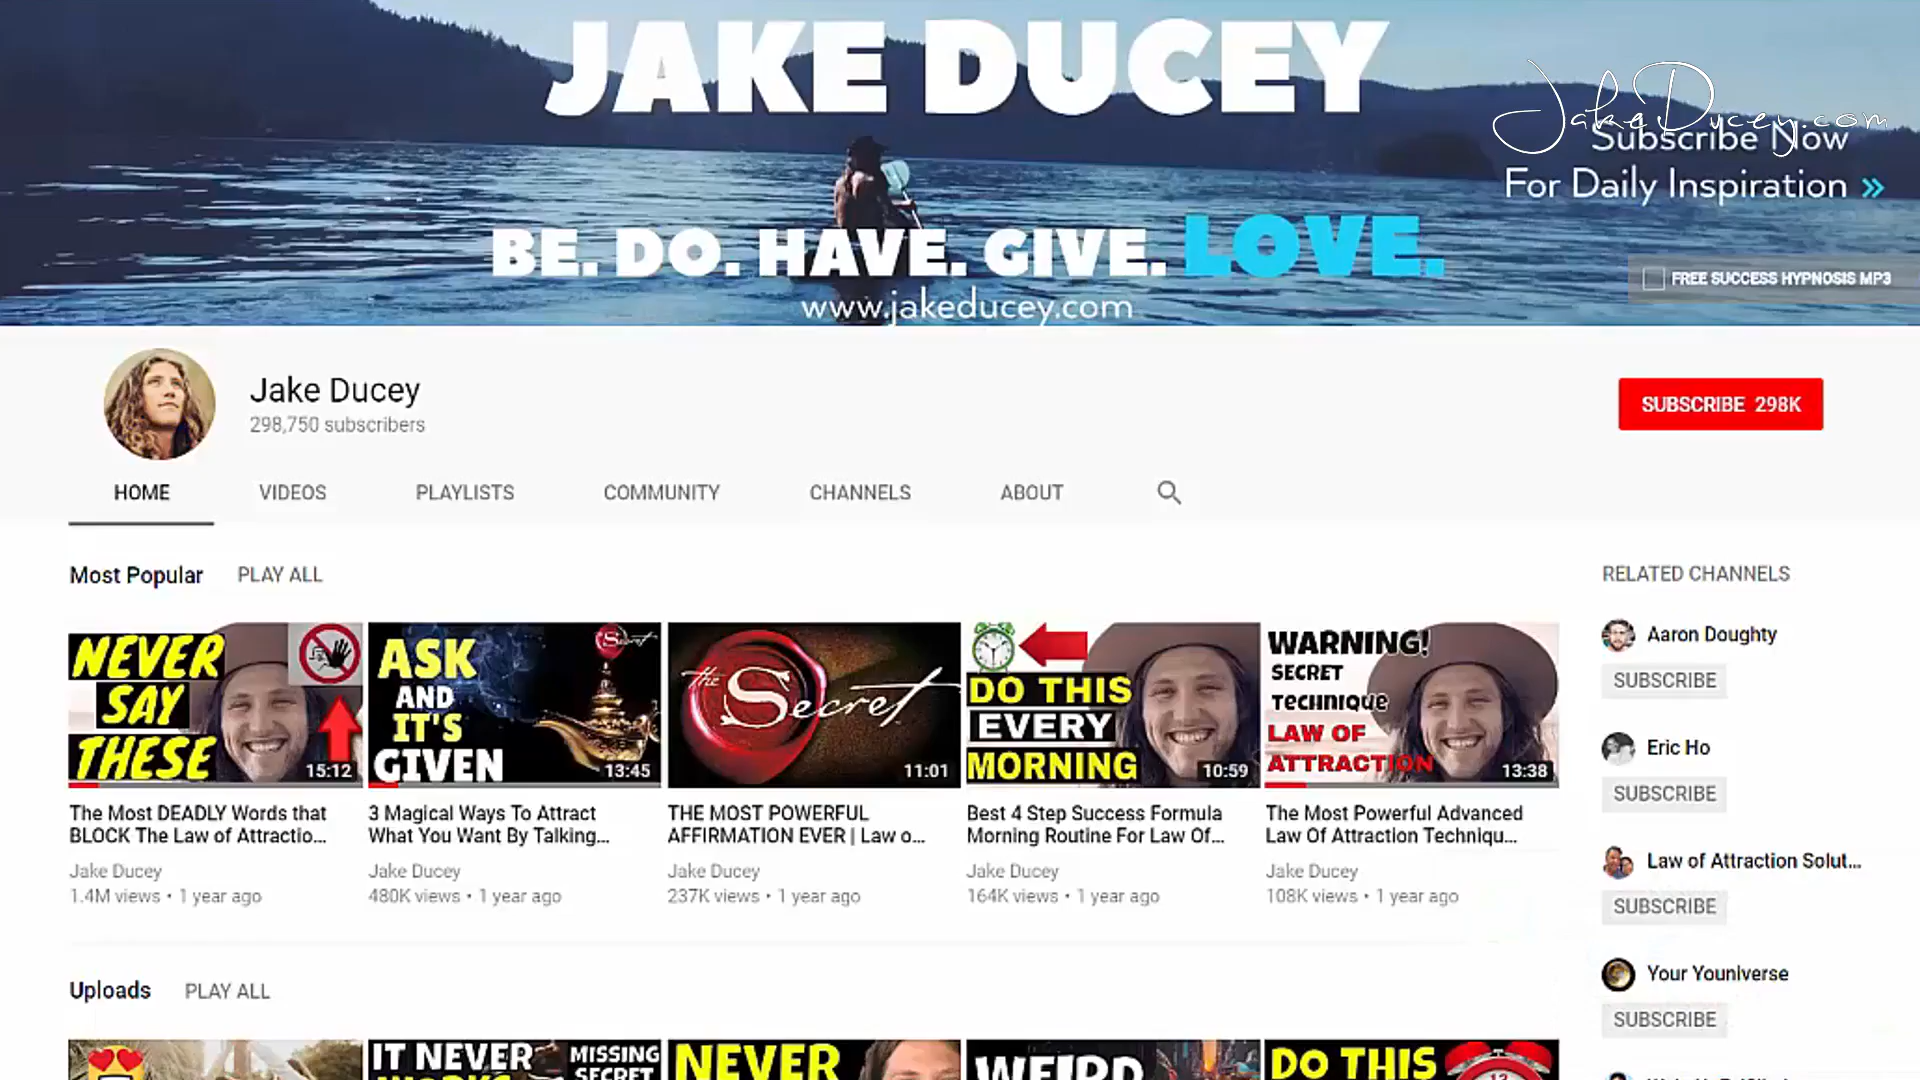 JAKE DUCEY
JakeDucey.com
Subscribe Now
For Daily Inspiration »
BE. DO. HAVE. GIVE. LOVE.
FREE SUCCESS HYPNOSIS MP3
www.jakeducey.com
Jake Ducey
298,750 subscribers
SUBSCRIBE 298K
HOME VIDEOS PLAYLISTS COMMUNITY CHANNELS ABOUT
Most Popular PLAY ALL
NEVER
SAY
THESE
15:12
The Most DEADLY Words that
BLOCK The Law of Attractio...
Jake Ducey
1.4M views • 1 year ago
Secret
ASK
AND
IT'S
GIVEN
13:45
3 Magical Ways To Attract
What You Want By Talking...
Jake Ducey
480K views • 1 year ago
the Secret
11:01
THE MOST POWERFUL
AFFIRMATION EVER | Law o...
Jake Ducey
237K views • 1 year ago
DO THIS
EVERY
MORNING
10:59
Best 4 Step Success Formula
Morning Routine For Law Of...
Jake Ducey
164K views • 1 year ago
WARNING!
SECRET
TECHNIQUE
LAW OF
ATTRACTION
13:38
The Most Powerful Advanced
Law Of Attraction Techniqu...
Jake Ducey
108K views • 1 year ago
RELATED CHANNELS
Aaron Doughty
SUBSCRIBE
Eric Ho
SUBSCRIBE
Law of Attraction Solut...
SUBSCRIBE
Your Youniverse
SUBSCRIBE
Uploads PLAY ALL
IT NEVER
WORKS
MISSING
SECRET
NEVER
WEIRD
DO THIS
12